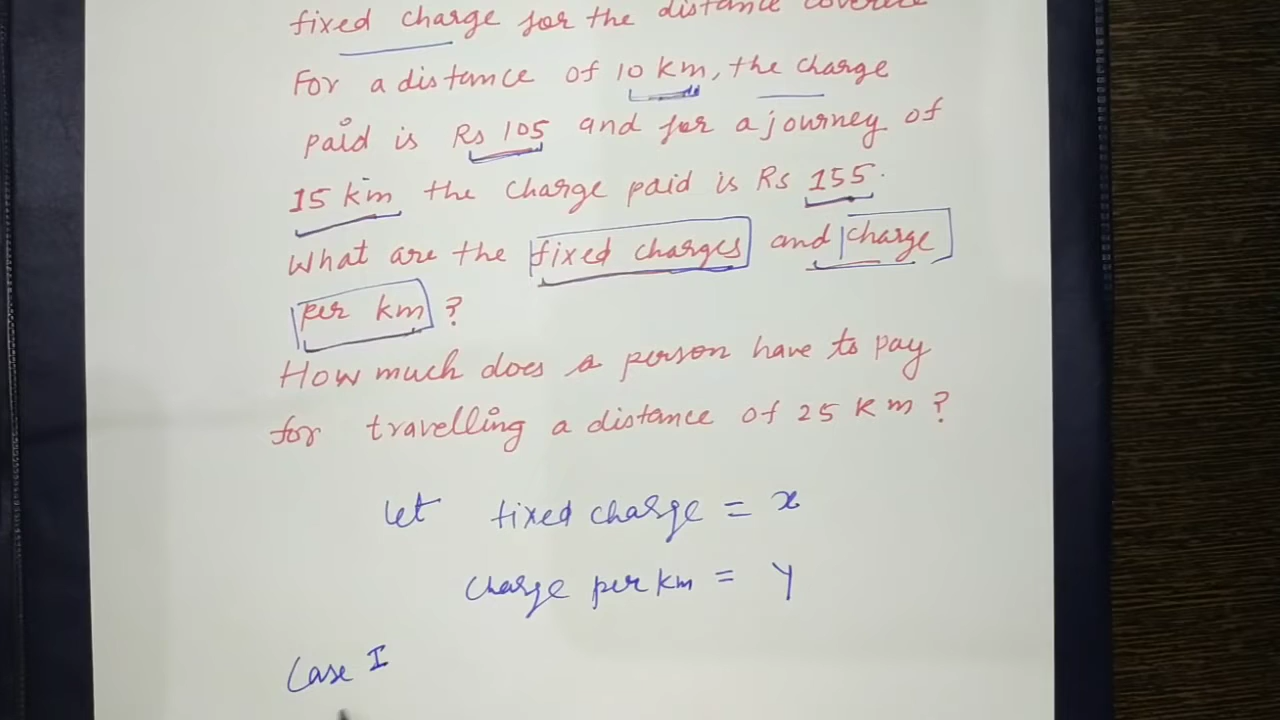 fixed charge for the distance covered
For a distance of 10 km, the charge
paid is Rs 105 and for a journey of
15 km the charge paid is Rs 155.
What are the fixed charges and charge
per km ?
How much does a person have to pay
for travelling a distance of 25 Km ?
Let fixed charge = x
Charge per km = y
Case I